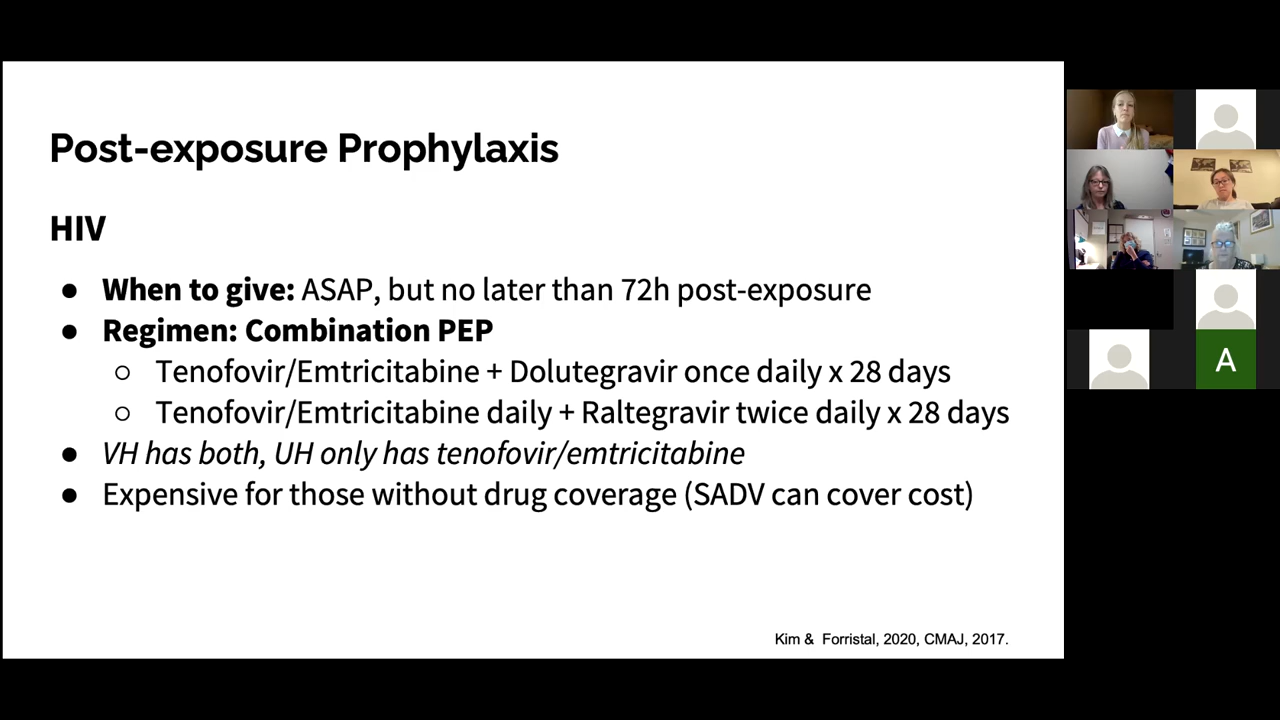 Post-exposure Prophylaxis
HIV
● When to give: ASAP, but no later than 72h post-exposure
● Regimen: Combination PEP
○ Tenofovir/Emtricitabine + Dolutegravir once daily x 28 days
○ Tenofovir/Emtricitabine daily + Raltegravir twice daily x 28 days
● VH has both, UH only has tenofovir/emtricitabine
● Expensive for those without drug coverage (SADV can cover cost)
Kim & Forristal, 2020, CMAJ, 2017.
A